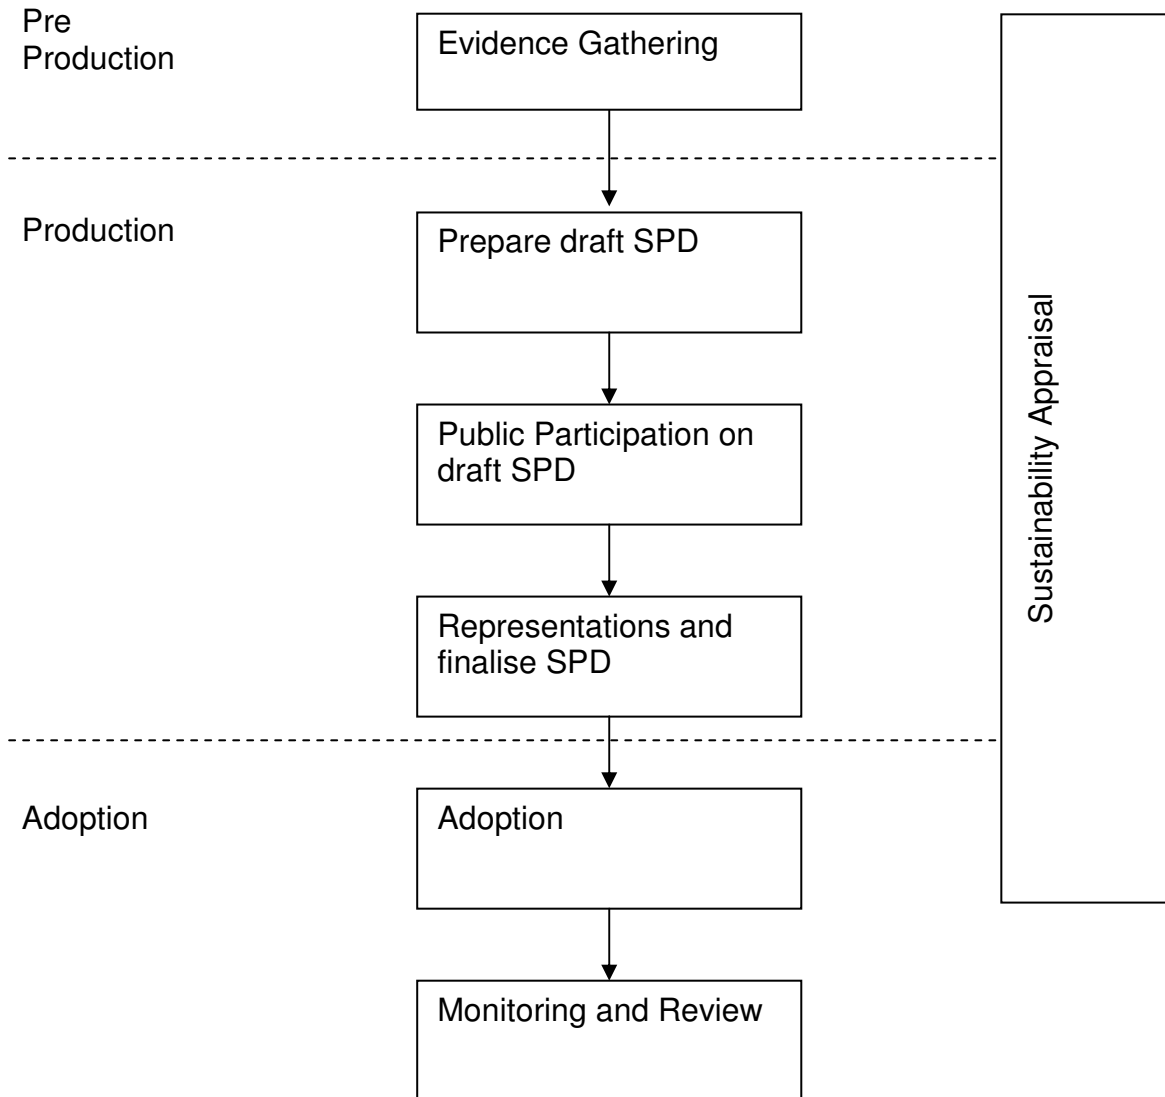 Pre
Production
Evidence Gathering
Production
Prepare draft SPD
Public Participation on
draft SPD
Representations and
finalise SPD
Adoption
Adoption
Monitoring and Review
Sustainability Appraisal